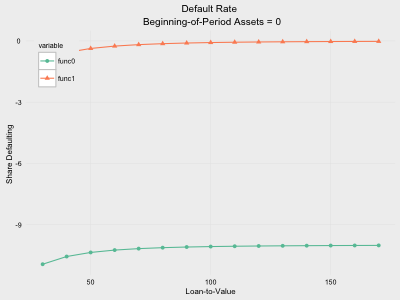 Default Rate
Beginning-of-Period Assets = 0
variable
func0
func1
0
-3
-6
-9
Share Defaulting
50
100
150
Loan-to-Value